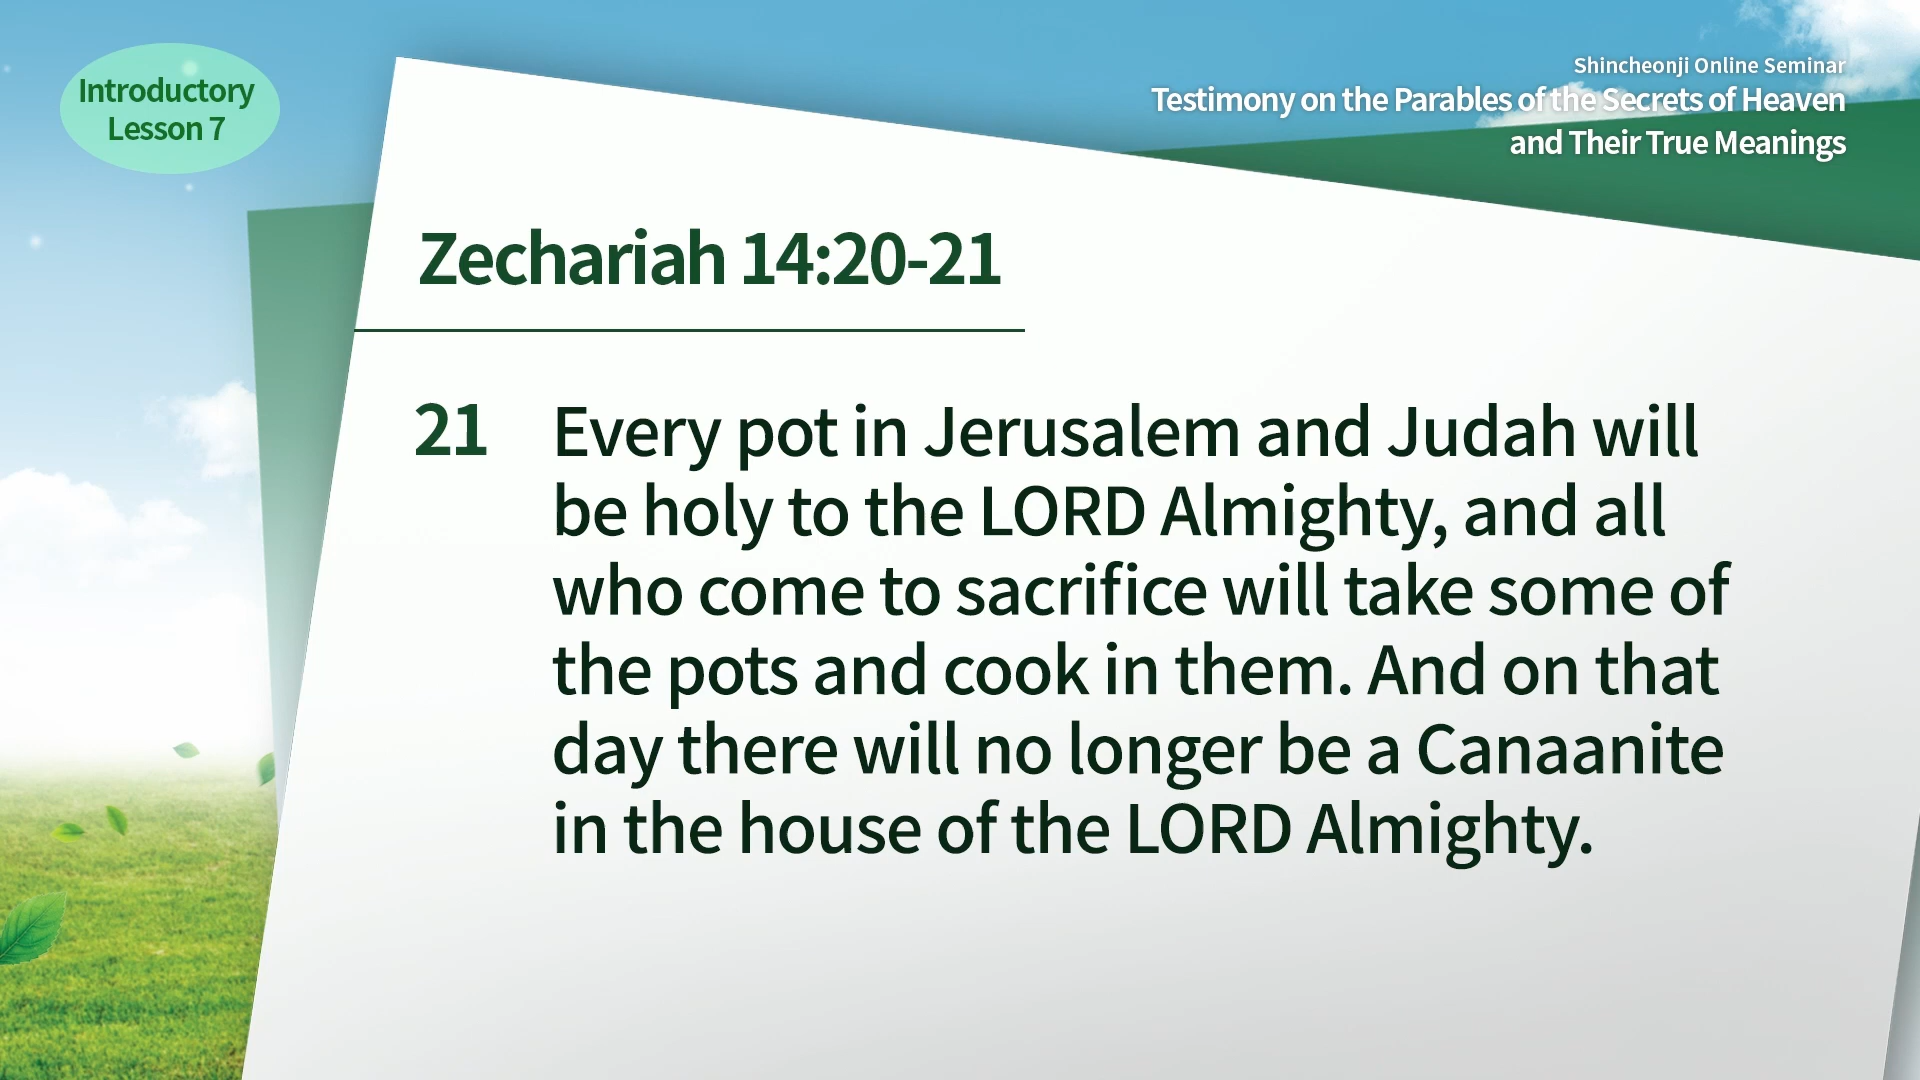 Introductory
Lesson 7
Shincheonji Online Seminar
Testimony on the Parables of the Secrets of Heaven
and Their True Meanings
Zechariah 14:20-21
21 Every pot in Jerusalem and Judah will
be holy to the LORD Almighty, and all
who come to sacrifice will take some of
the pots and cook in them. And on that
day there will no longer be a Canaanite
in the house of the LORD Almighty.